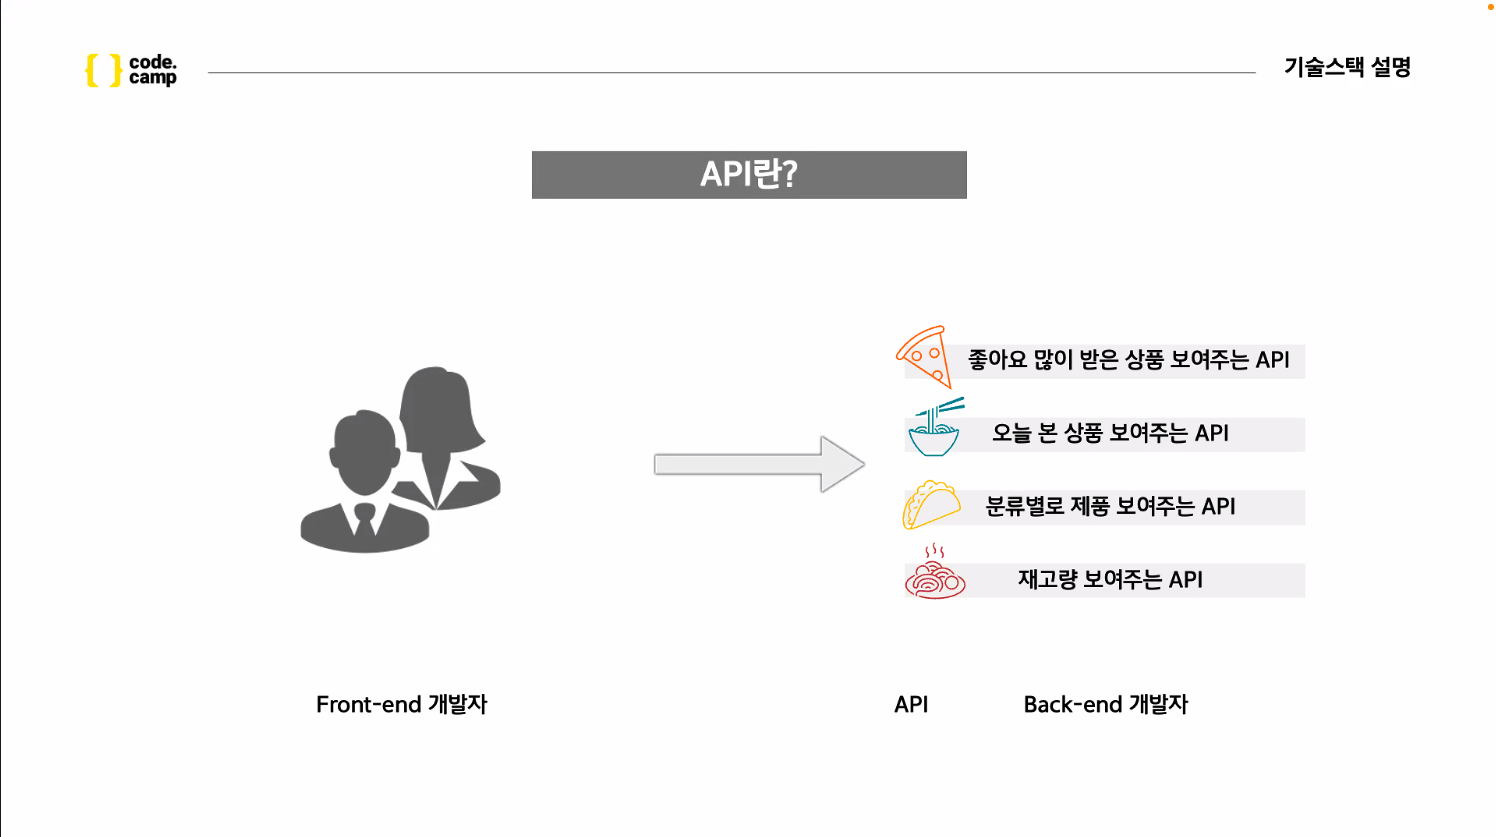 code.
camp
기술스택 설명
API란?
좋아요 많이 받은 상품 보여주는 API
오늘 본 상품 보여주는 API
분류별로 제품 보여주는 API
재고량 보여주는 API
Front-end 개발자
API
Back-end 개발자